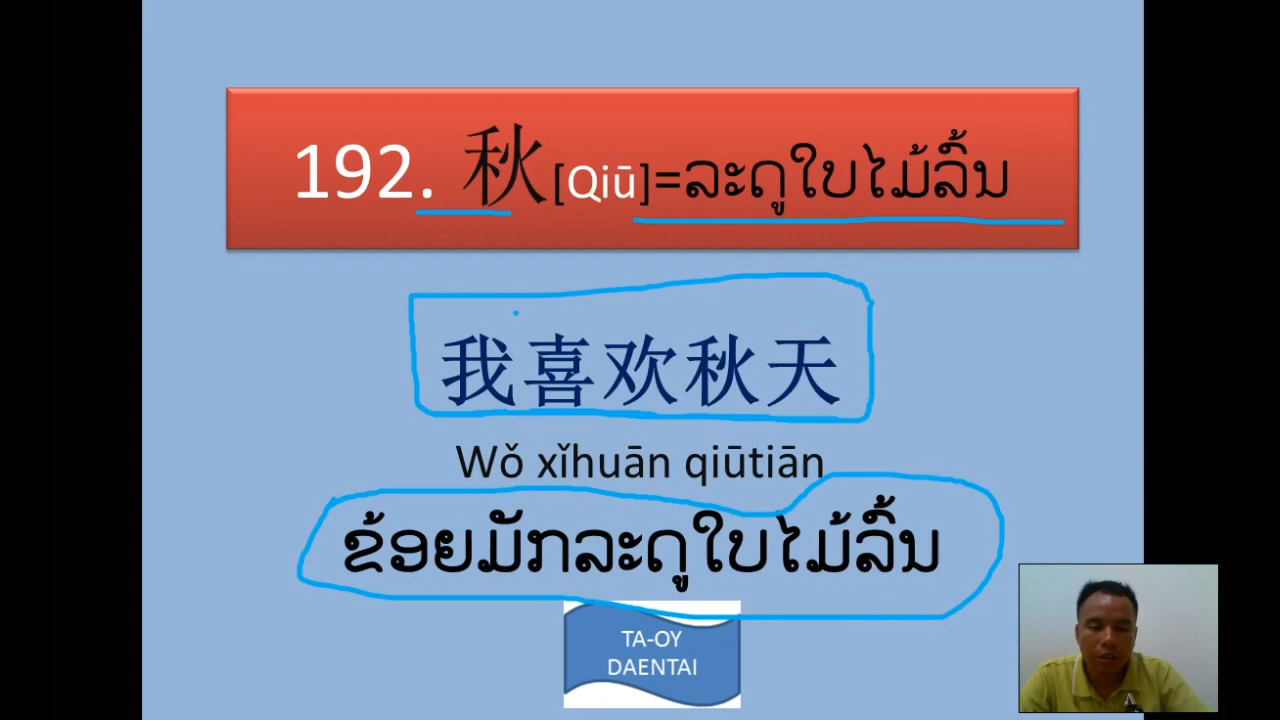 192. 秋[Qiū]=ລະດູໃບໄມ້ລົ້ນ
我喜欢秋天
Wǒ xǐhuān qiūtiān
ຂ້ອຍມັກລະດູໃບໄມ້ລົ້ນ
TA-OY
DAENTAI